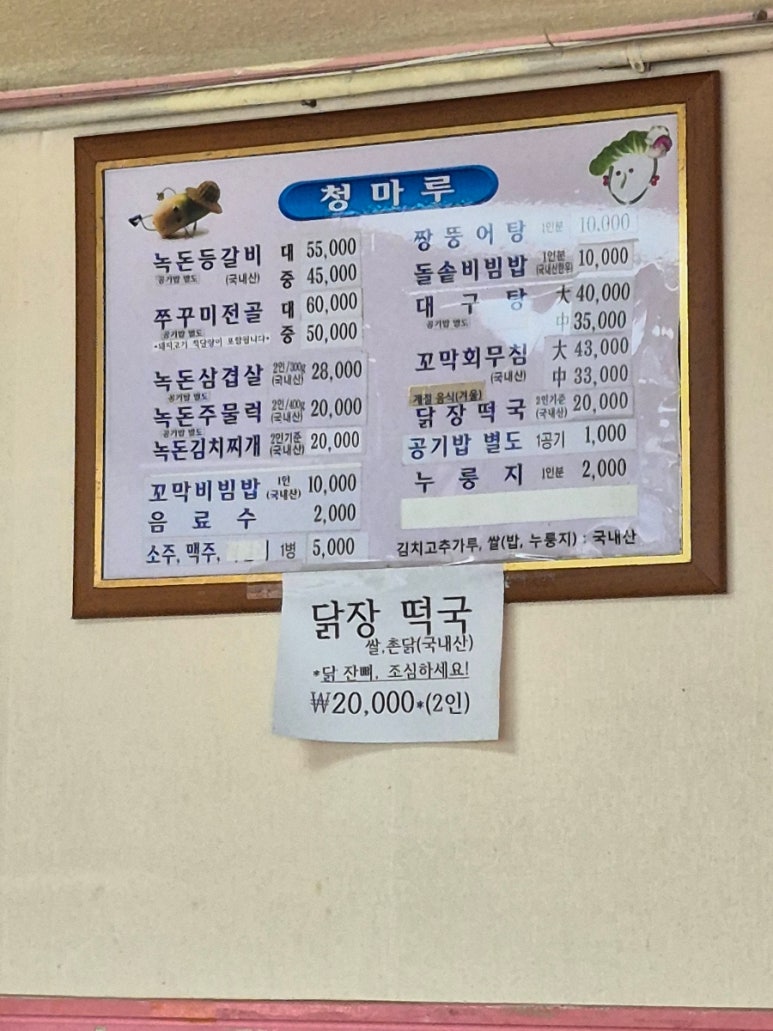 청마루
녹돈등갈비 대 55,000
공기밥 별도 (국내산) 중 45,000
쭈꾸미전골 대 60,000
공기밥 별도 중 50,000
녹돈삼겹살 2인/300g (국내산) 28,000
공기밥 별도
녹돈주물럭 2인/400g (국내산) 20,000
공기밥 별도
녹돈김치찌개 2인기준 (국내산) 20,000
꼬막비빔밥 1인 (국내산) 10,000
음료수 2,000
소주, 맥주, 1병 5,000
짱뚱어탕 1인분 10,000
돌솥비빔밥 1인분 (국내산한우) 10,000
대구탕 大 40,000
공기밥 별도 中 35,000
꼬막회무침 大 43,000
(국내산) 中 33,000
계절 음식(겨울)
닭장떡국 2인기준 (국내산) 20,000
공기밥 별도 1공기 1,000
누룽지 1인분 2,000
김치고추가루, 쌀(밥, 누룽지) : 국내산
닭장 떡국
쌀,촌닭(국내산)
*닭 잔뼈, 조심하세요!
₩20,000*(2인)